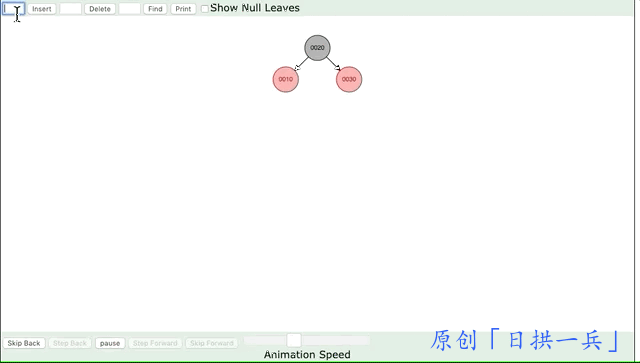 Insert Delete Find Print Show Null Leaves
0020
0010 0030
Skip Back Step Back pause Step Forward Skip Forward
Animation Speed
原创「日拱一兵」